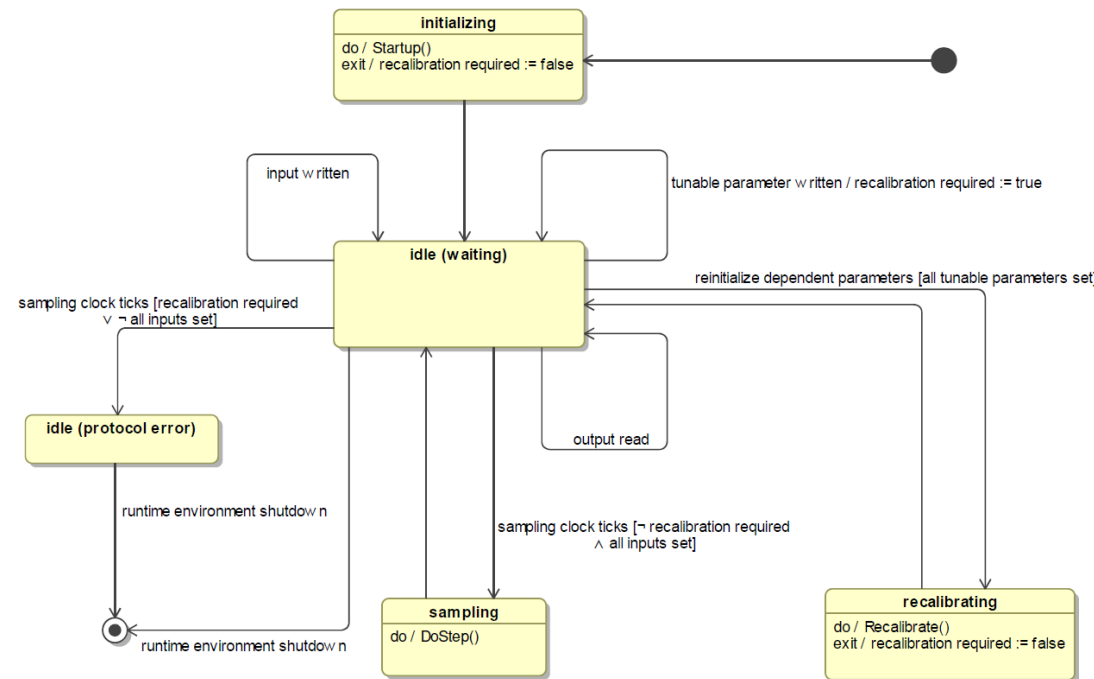 initializing
do / Startup()
exit / recalibration required := false
input written
tunable parameter written / recalibration required := true
idle (waiting)
reinitialize dependent parameters [all tunable parameters set]
sampling clock ticks [recalibration required
∨ ¬ all inputs set]
idle (protocol error)
output read
runtime environment shutdown
sampling clock ticks [¬ recalibration required
∧ all inputs set]
sampling
do / DoStep()
recalibrating
do / Recalibrate()
exit / recalibration required := false
runtime environment shutdown